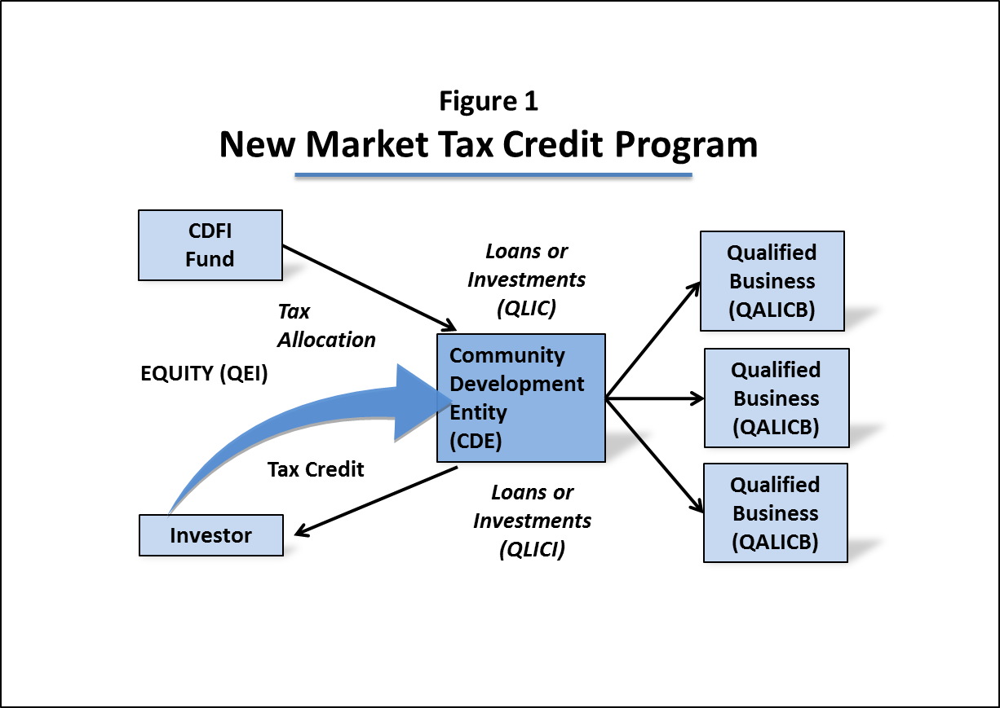 Figure 1
New Market Tax Credit Program
CDFI
Fund
Tax
Allocation
EQUITY (QEI)
Tax Credit
Investor
Loans or
Investments
(QLIC)
Community
Development
Entity
(CDE)
Loans or
Investments
(QLICI)
Qualified
Business
(QALICB)
Qualified
Business
(QALICB)
Qualified
Business
(QALICB)